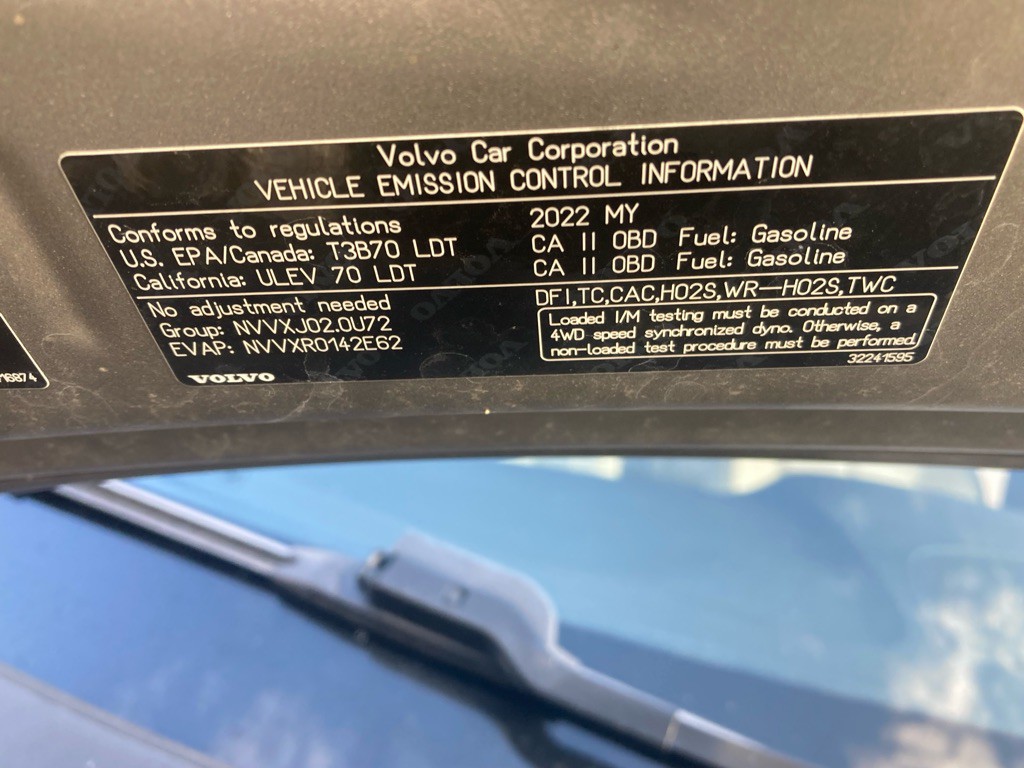 Volvo Car Corporation
VEHICLE EMISSION CONTROL INFORMATION
Conforms to regulations 2022 MY
U.S. EPA/Canada: T3B70 LDT CA II OBD Fuel: Gasoline
California: ULEV 70 LDT CA II OBD Fuel: Gasoline
No adjustment needed DFI,TC,CAC,HO2S,WR-HO2S,TWC
Group: NVVXJ02.0U72
EVAP: NVVXR0142E62
Loaded I/M testing must be conducted on a
4WD speed synchronized dyno. Otherwise, a
non-loaded test procedure must be performed.
32241595
VOLVO
16874